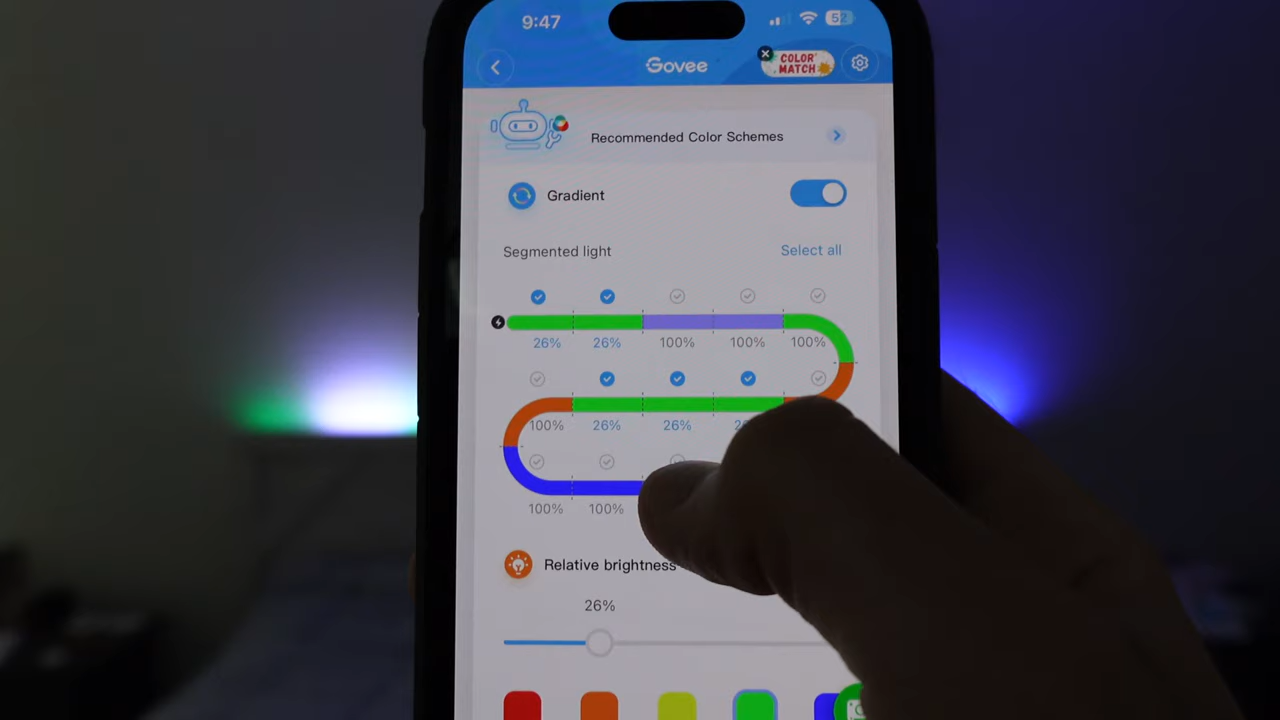 9:47
52
Govee
COLOR
MATCH
Recommended Color Schemes
Gradient
Segmented light
Select all
26% 26% 100% 100% 100%
100% 26% 26%
100% 100%
Relative brightness
26%